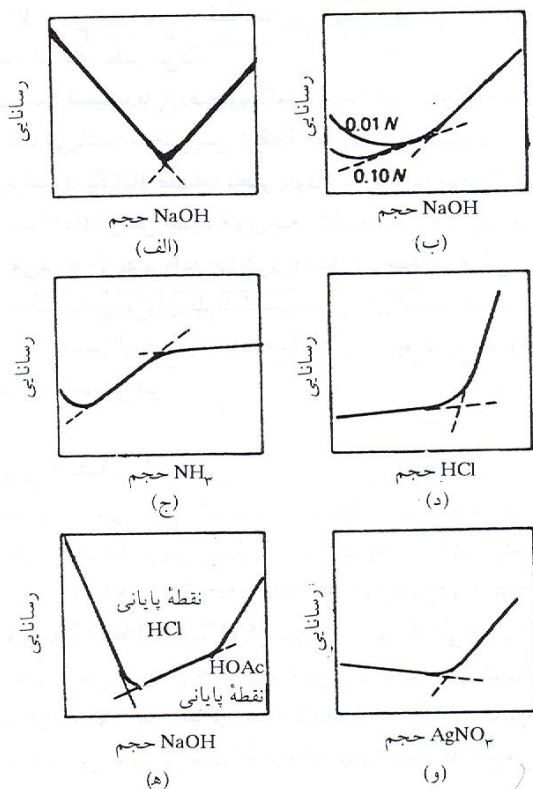 رسانایی
حجم NaOH
(الف)
رسانایی
0.01 N
0.10 N
حجم NaOH
(ب)
رسانایی
حجم NH۳
(ج)
رسانایی
حجم HCl
(د)
رسانایی
نقطهٔ پایانی
HCl
HOAc
نقطهٔ پایانی
حجم NaOH
(ه)
رسانایی
حجم AgNO۳
(و)